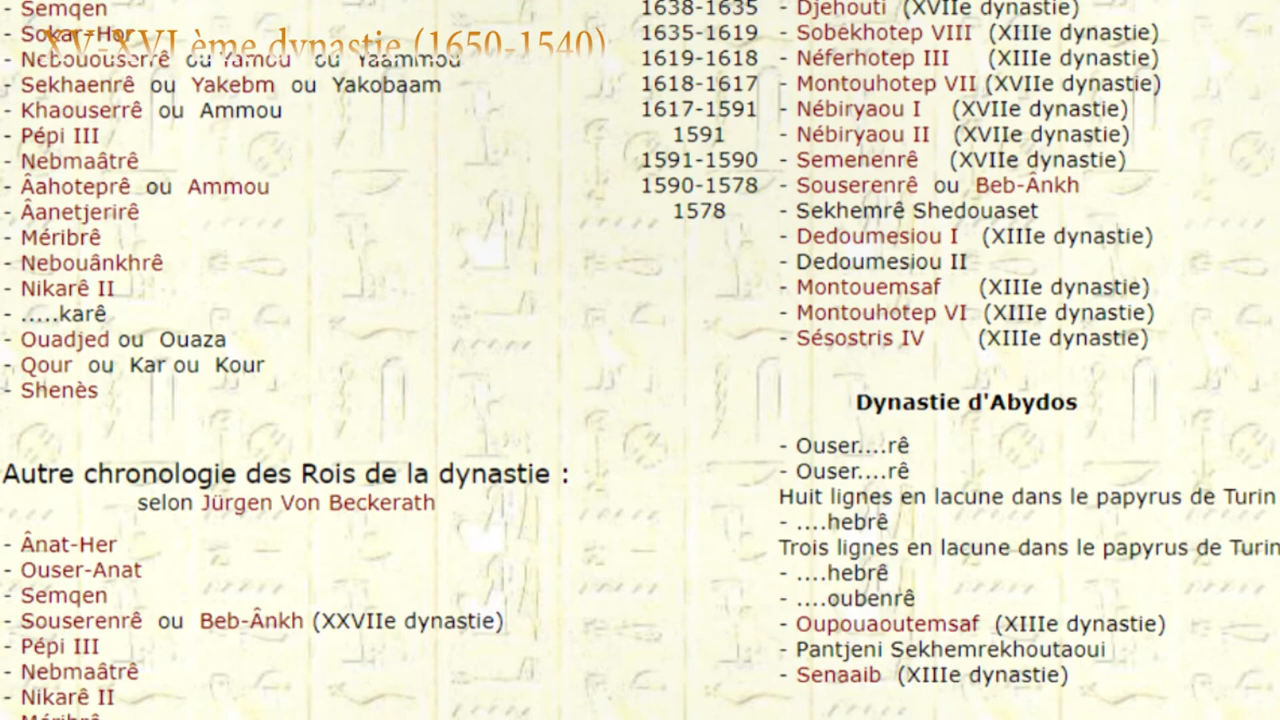 - Semqen
- Sokar-Hor
XV-XVI ème dynastie (1650-1540)
- Nebououserrê ou Yamou ou Yaammou
- Sekhaenrê ou Yakebm ou Yakobaam
- Khaouserrê ou Ammou
- Pépi III
- Nebmaâtrê
- Âahoteprê ou Ammou
- Âanetjerirê
- Méribrê
- Nebouânkhrê
- Nikarê II
- .....karê
- Ouadjed ou Ouaza
- Qour ou Kar ou Kour
- Shenès
Autre chronologie des Rois de la dynastie :
selon Jürgen Von Beckerath
- Ânat-Her
- Ouser-Anat
- Semqen
- Souserenrê ou Beb-Ânkh (XXVIIe dynastie)
- Pépi III
- Nebmaâtrê
- Nikarê II
- Méribrê
1638-1635 - Djehouti (XVIIe dynastie)
1635-1619 - Sobekhotep VIII (XIIIe dynastie)
1619-1618 - Néferhotep III (XIIIe dynastie)
1618-1617 - Montouhotep VII (XVIIe dynastie)
1617-1591 - Nébiryaou I (XVIIe dynastie)
1591 - Nébiryaou II (XVIIe dynastie)
1591-1590 - Semenenrê (XVIIe dynastie)
1590-1578 - Souserenrê ou Beb-Ânkh
1578 - Sekhemrê Shedouaset
- Dedoumesiou I (XIIIe dynastie)
- Dedoumesiou II
- Montouemsaf (XIIIe dynastie)
- Montouhotep VI (XIIIe dynastie)
- Sésostris IV (XIIIe dynastie)
Dynastie d'Abydos
- Ouser....rê
- Ouser....rê
Huit lignes en lacune dans le papyrus de Turin
- ....hebrê
Trois lignes en lacune dans le papyrus de Turin
- ....hebrê
- ....oubenrê
- Oupouaoutemsaf (XIIIe dynastie)
- Pantjeni Sekhemrekhoutaoui
- Senaaib (XIIIe dynastie)